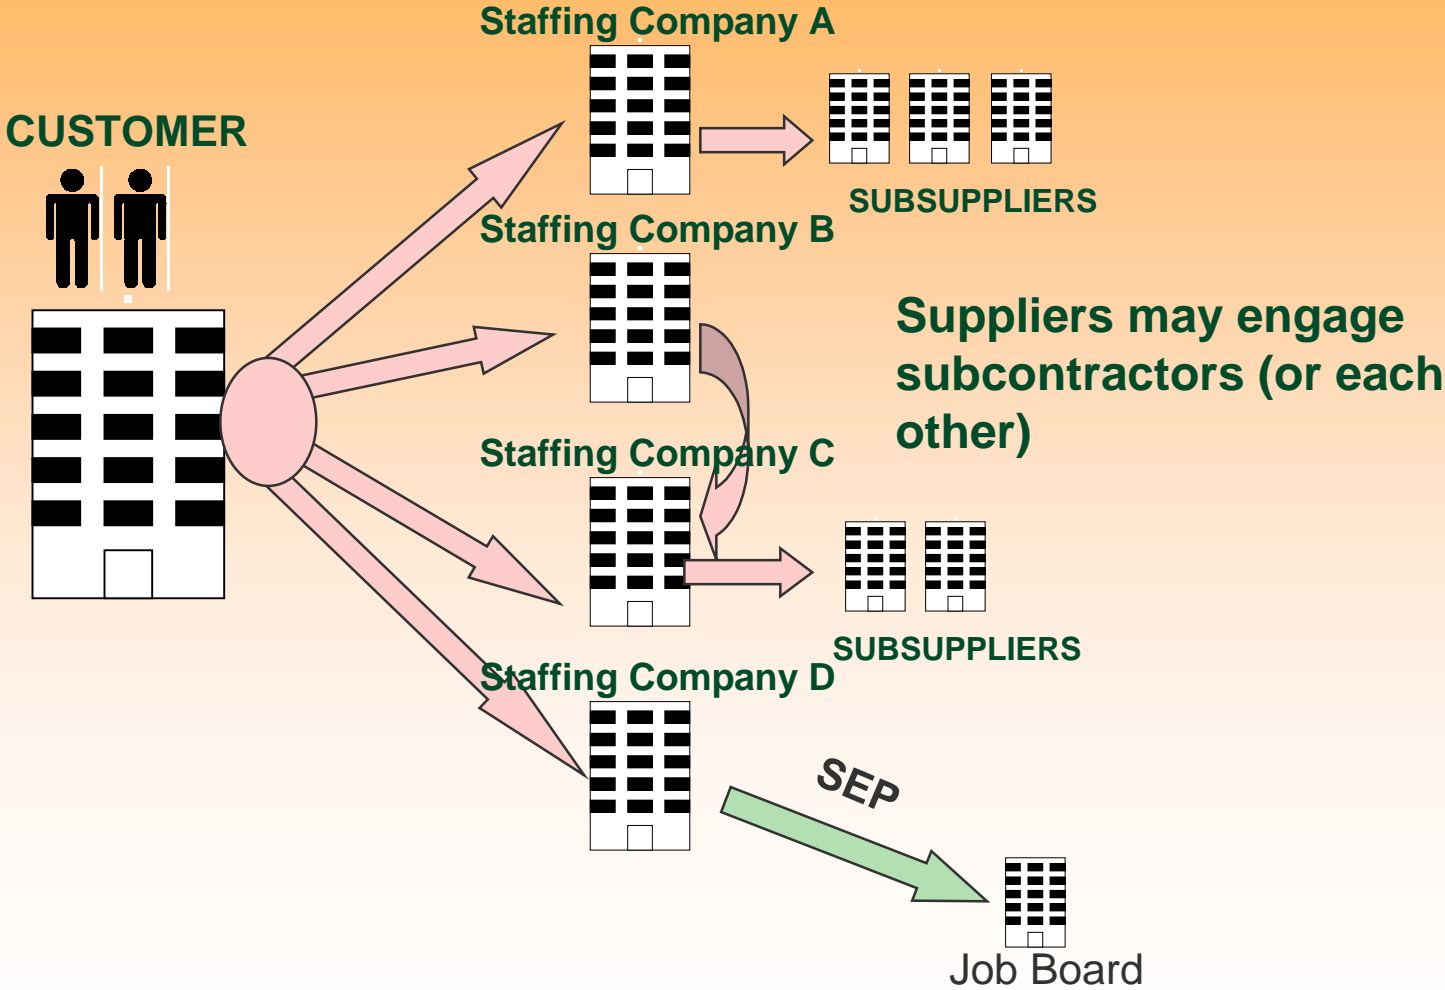 Staffing Company A
CUSTOMER
SUBSUPPLIERS
Staffing Company B
Suppliers may engage
subcontractors (or each
other)
Staffing Company C
SUBSUPPLIERS
Staffing Company D
SEP
Job Board